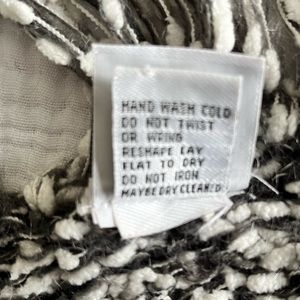 HAND WASH COLD
DO NOT TWIST
OR WRING
RESHAPE LAY
FLAT TO DRY
DO NOT IRON
MAYBE DRY CLEANED